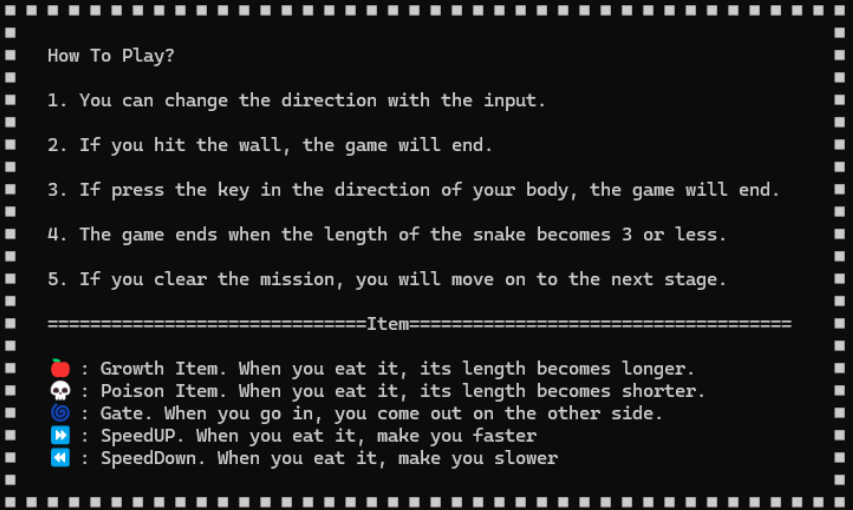 How To Play?
1. You can change the direction with the input.
2. If you hit the wall, the game will end.
3. If press the key in the direction of your body, the game will end.
4. The game ends when the length of the snake becomes 3 or less.
5. If you clear the mission, you will move on to the next stage.
==============================Item====================================
🍎 : Growth Item. When you eat it, its length becomes longer.
💀 : Poison Item. When you eat it, its length becomes shorter.
🌀 : Gate. When you go in, you come out on the other side.
⏩ : SpeedUP. When you eat it, make you faster
⏪ : SpeedDown. When you eat it, make you slower